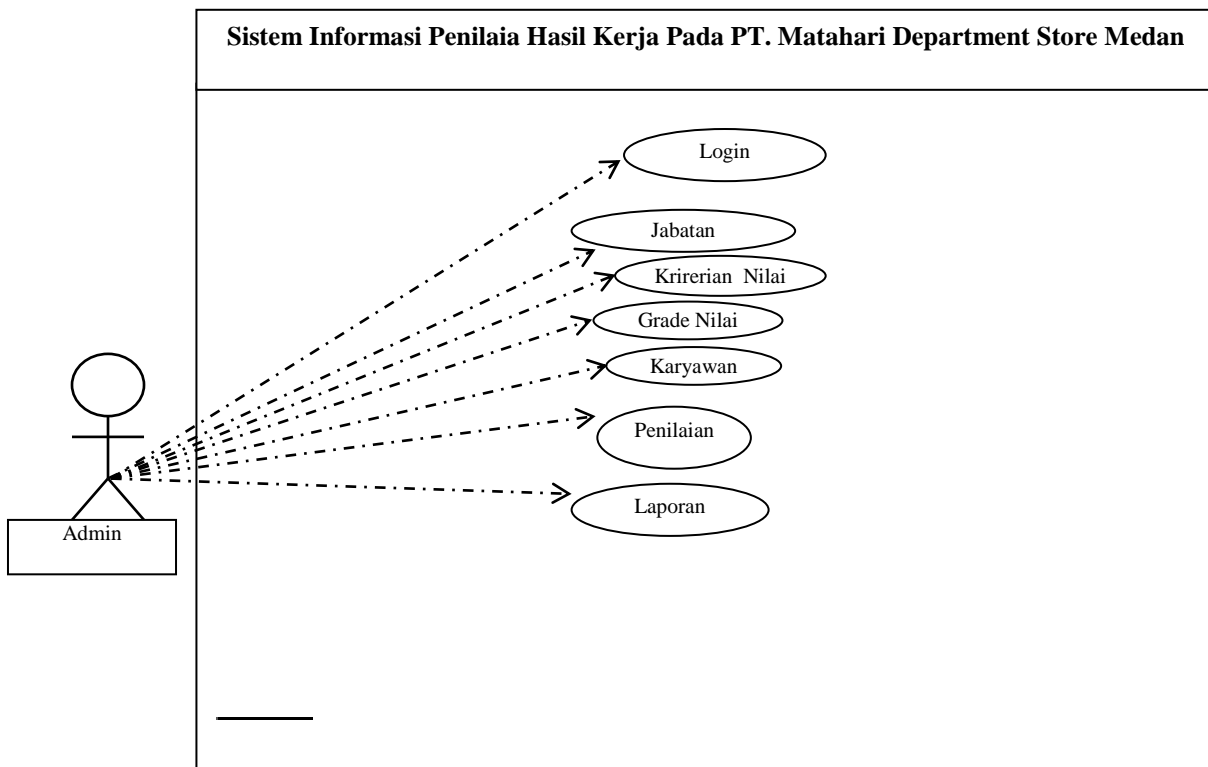 Sistem Informasi Penilaia Hasil Kerja Pada PT. Matahari Department Store Medan
Login
Jabatan
Krirerian Nilai
Grade Nilai
Karyawan
Penilaian
Laporan
Admin